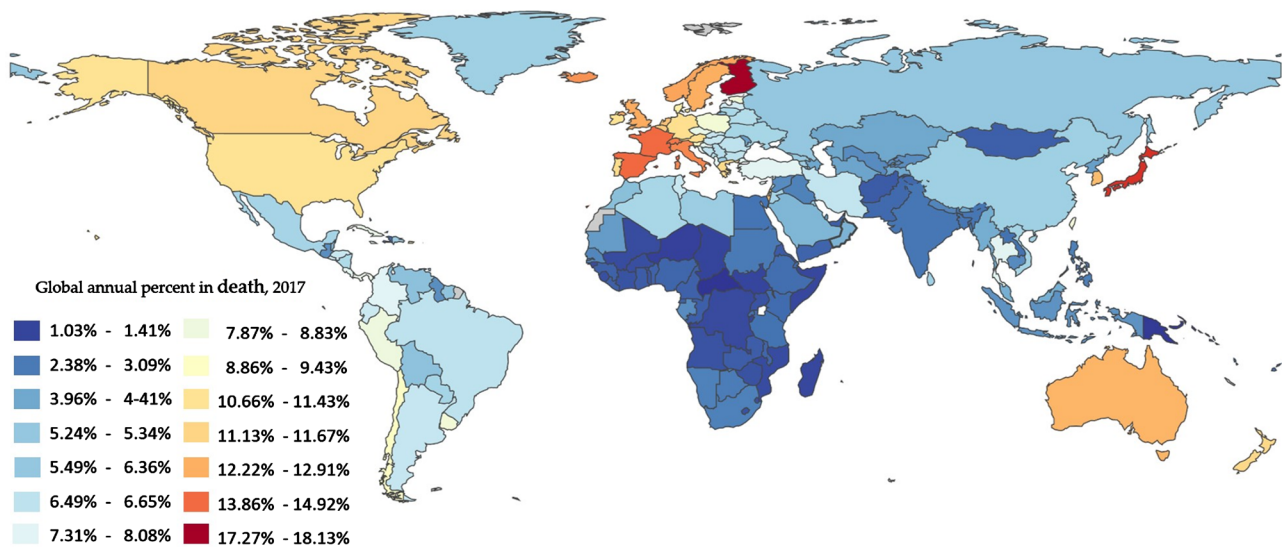 Global annual percent in death, 2017
1.03% - 1.41%
2.38% - 3.09%
3.96% - 4-41%
5.24% - 5.34%
5.49% - 6.36%
6.49% - 6.65%
7.31% - 8.08%
7.87% - 8.83%
8.86% - 9.43%
10.66% - 11.43%
11.13% - 11.67%
12.22% - 12.91%
13.86% - 14.92%
17.27% - 18.13%